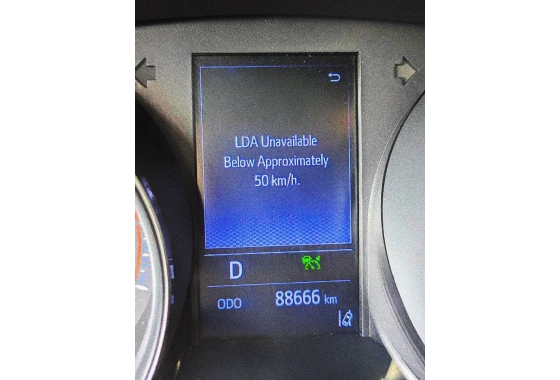 LDA Unavailable
Below Approximately
50 km/h.
D
ODO 88666 km